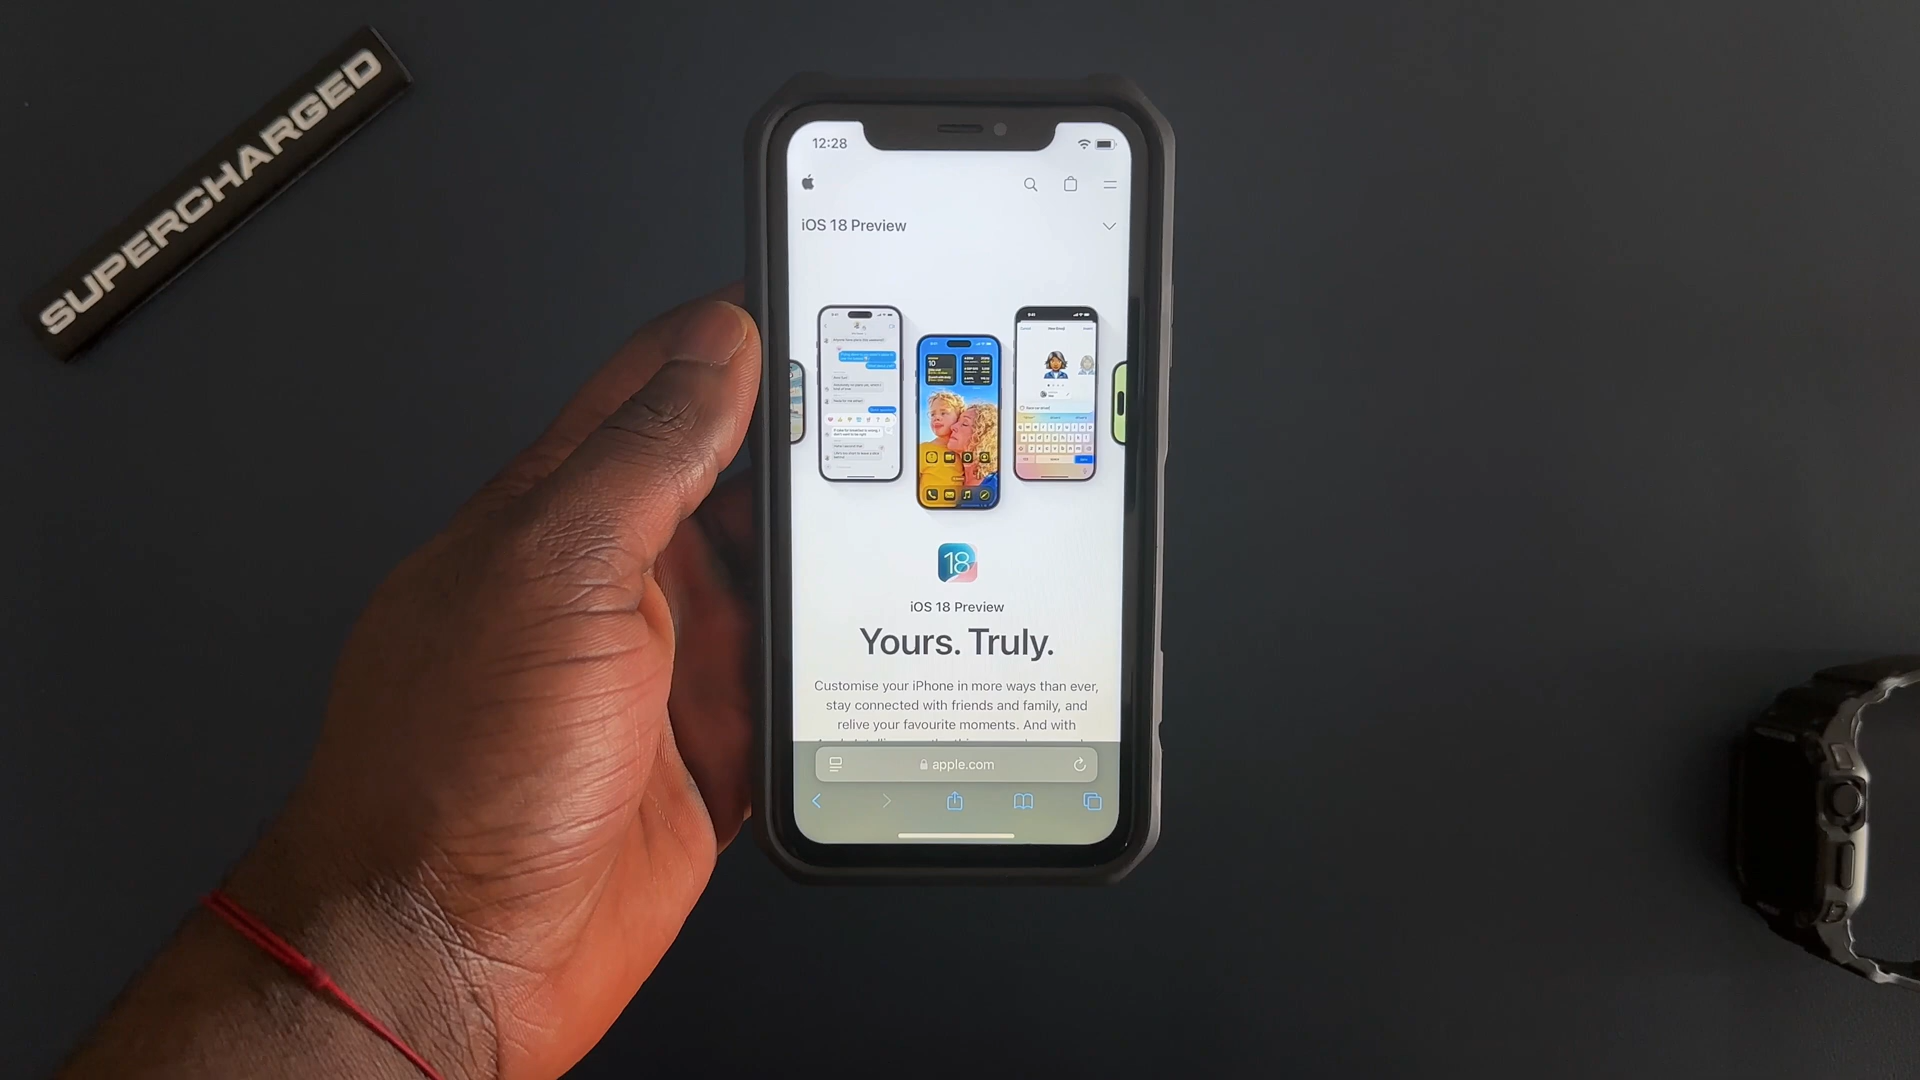 SUPERCHARGED
12:28
iOS 18 Preview
18
iOS 18 Preview
Yours. Truly.
Customise your iPhone in more ways than ever,
stay connected with friends and family, and
relive your favourite moments. And with
apple.com